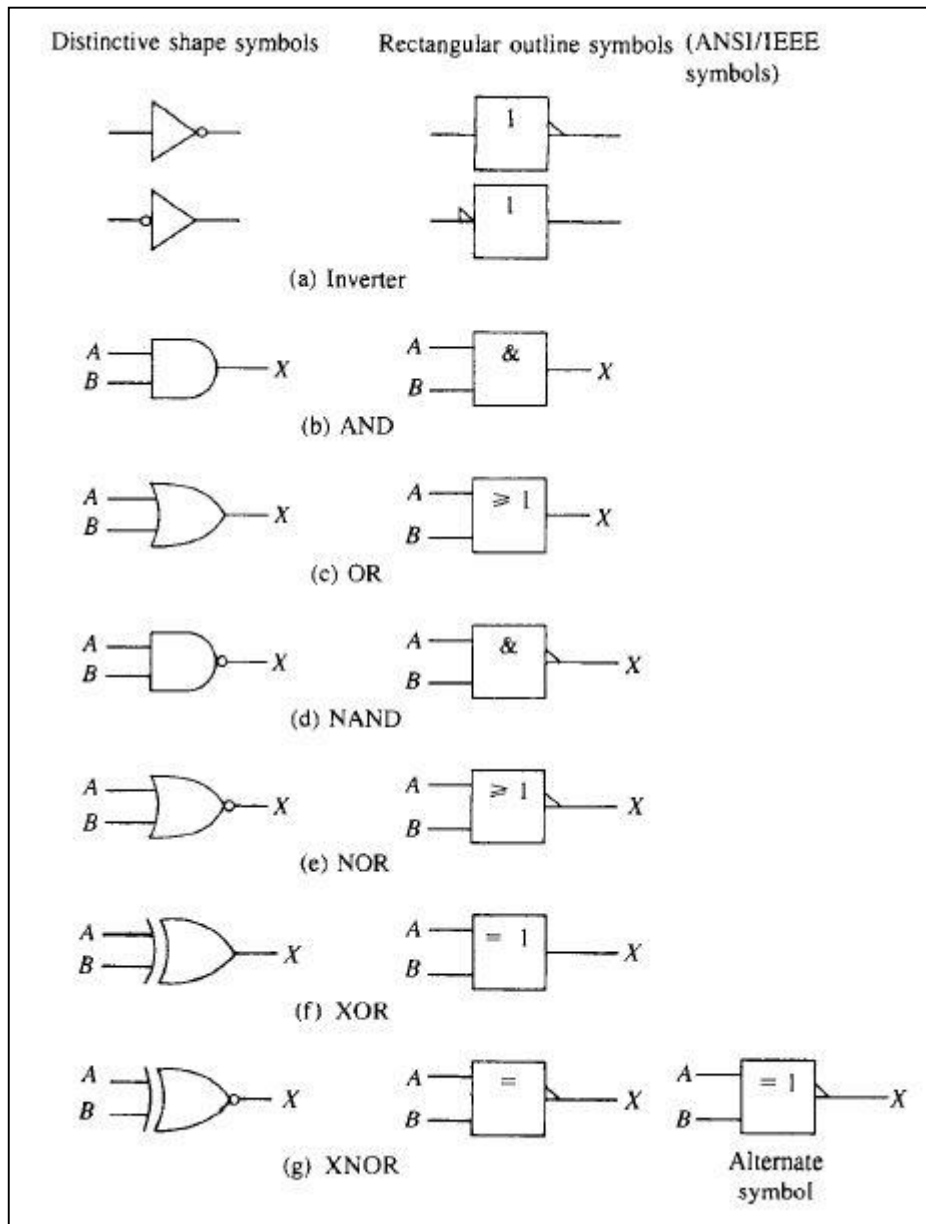 Distinctive shape symbols Rectangular outline symbols (ANSI/IEEE
symbols)
1
1
(a) Inverter
A
B
X
A
B
&
X
(b) AND
A
B
X
A
B
⩾ 1
X
(c) OR
A
B
X
A
B
&
X
(d) NAND
A
B
X
A
B
⩾ 1
X
(e) NOR
A
B
X
A
B
= 1
X
(f) XOR
A
B
X
A
B
=
X
A
B
= 1
X
(g) XNOR
Alternate
symbol